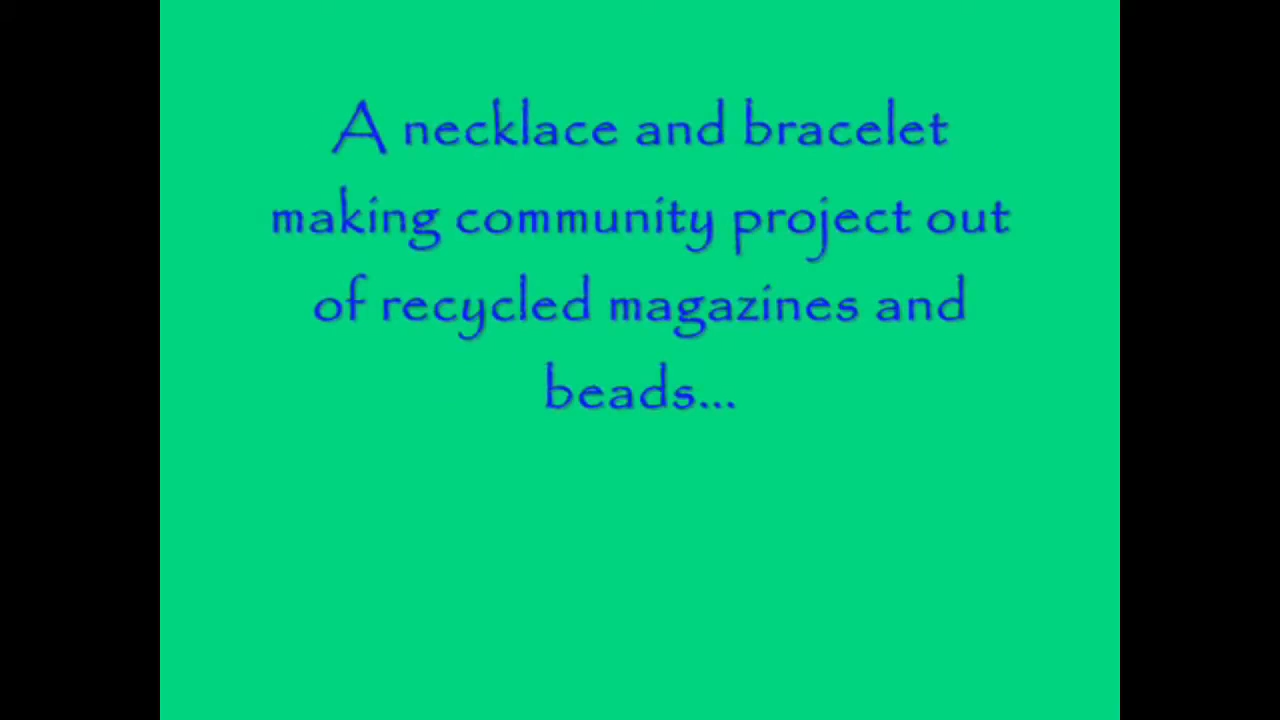 A necklace and bracelet
making community project out
of recycled magazines and
beads...